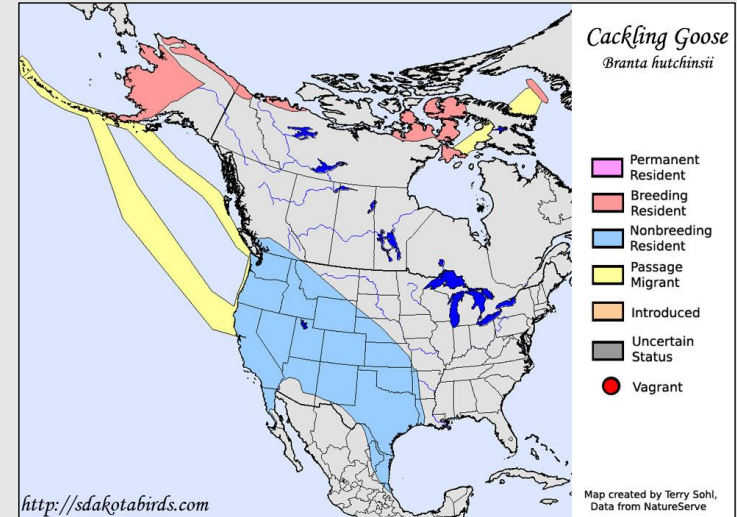 Cackling Goose
Branta hutchinsii
Permanent
Resident
Breeding
Resident
Nonbreeding
Resident
Passage
Migrant
Introduced
Uncertain
Status
Vagrant
http://sdakotabirds.com
Map created by Terry Sohl,
Data from NatureServe